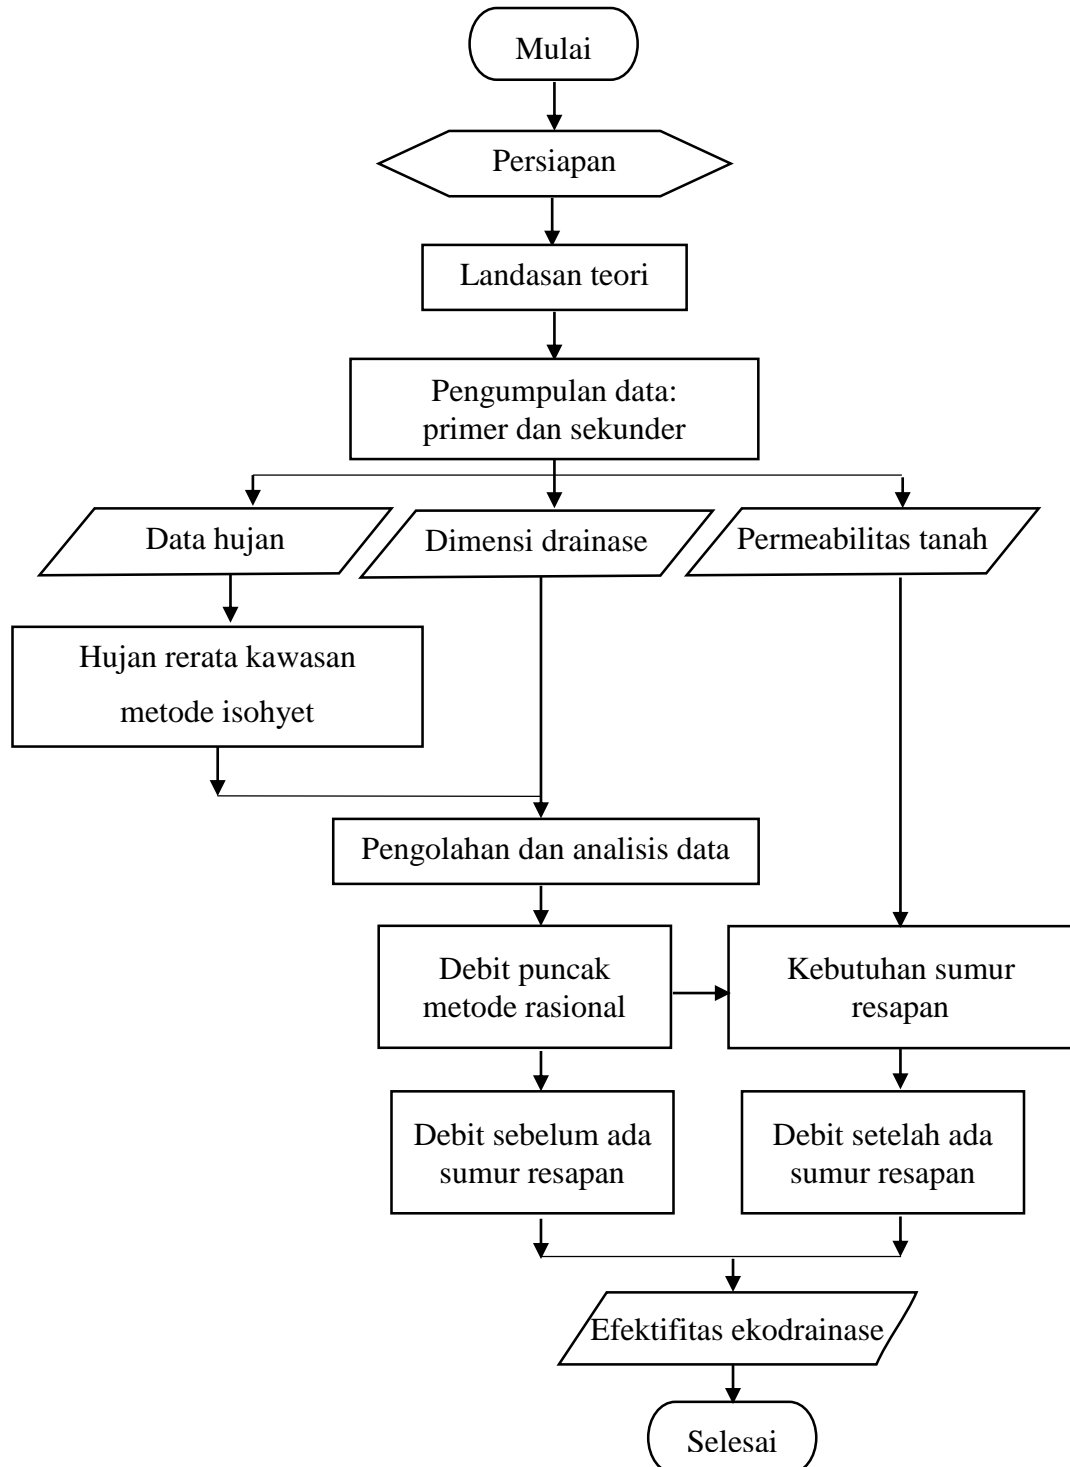 Mulai
Persiapan
Landasan teori
Pengumpulan data:
primer dan sekunder
Data hujan
Dimensi drainase
Permeabilitas tanah
Hujan rerata kawasan
metode isohyet
Pengolahan dan analisis data
Debit puncak
metode rasional
Kebutuhan sumur
resapan
Debit sebelum ada
sumur resapan
Debit setelah ada
sumur resapan
Efektifitas ekodrainase
Selesai